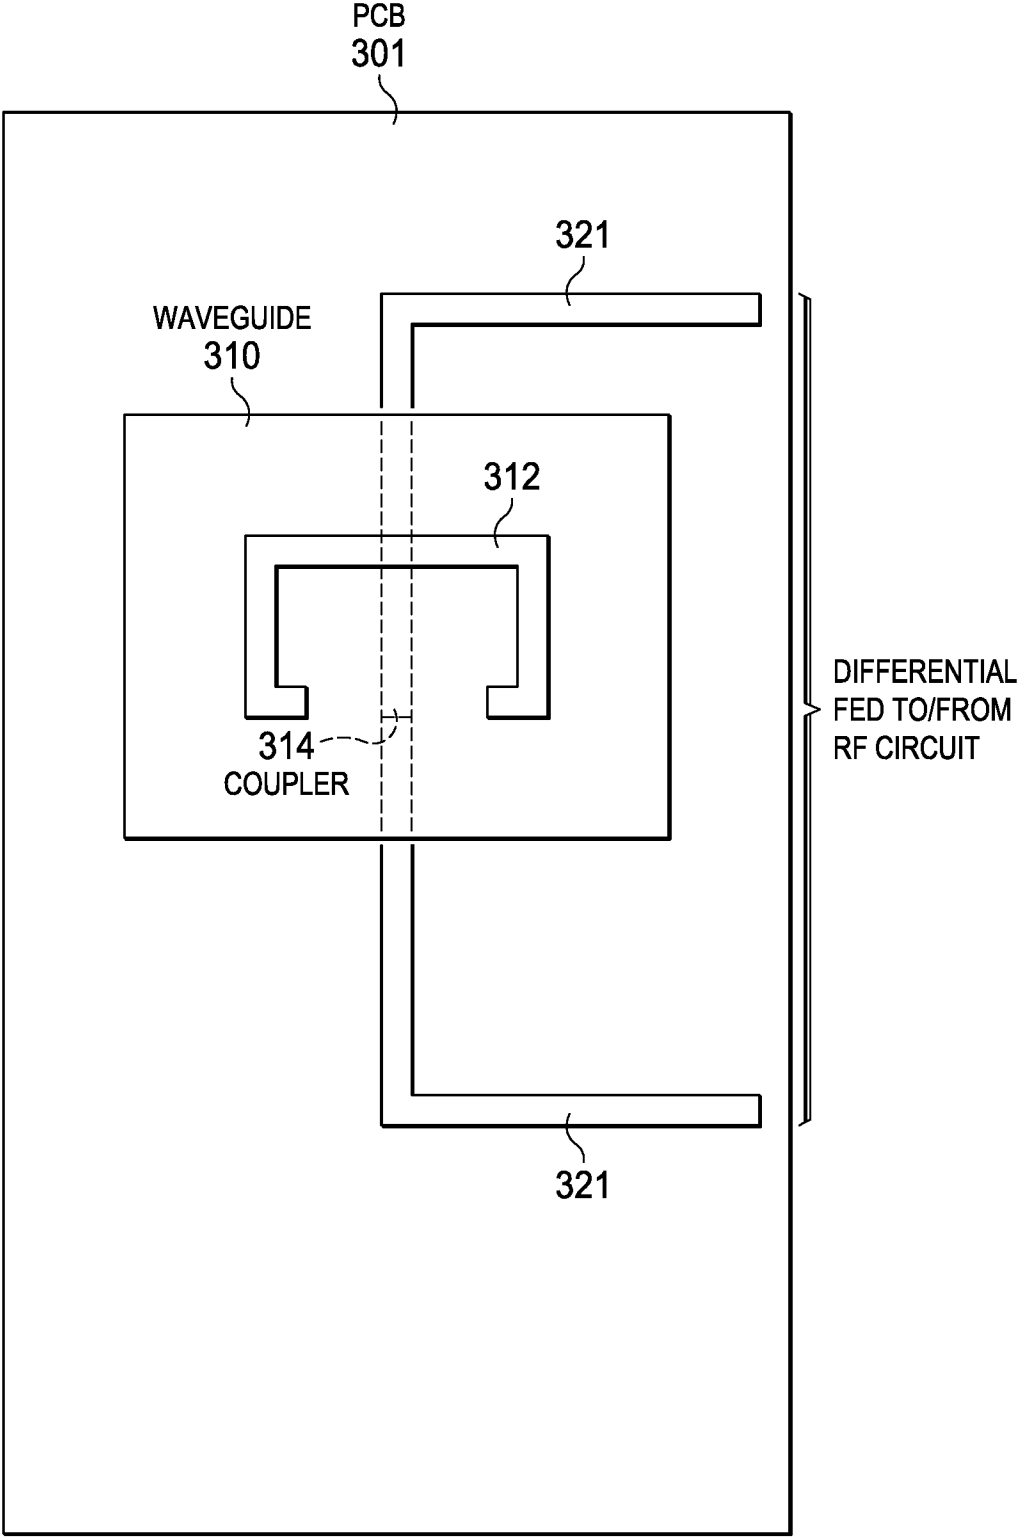 PCB
301
321
WAVEGUIDE
310
312
314
COUPLER
DIFFERENTIAL
FED TO/FROM
RF CIRCUIT
321